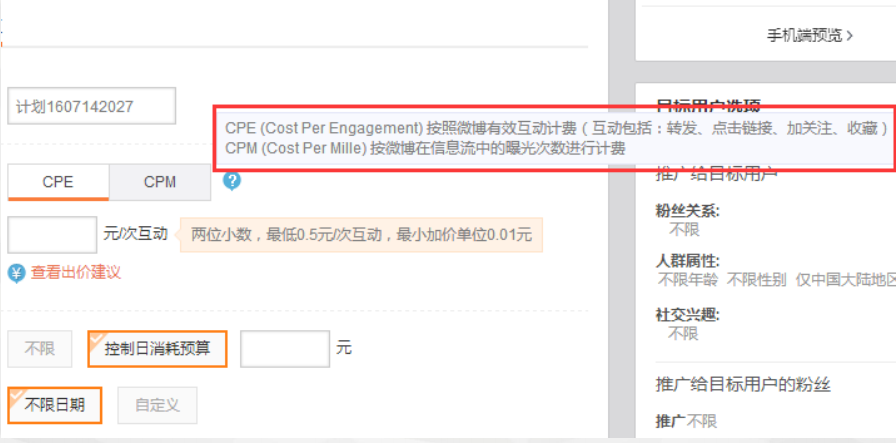 手机端预览 >
计划1607142027
目标用户选项
CPE (Cost Per Engagement) 按照微博有效互动计费（互动包括：转发、点击链接、加关注、收藏）
CPM (Cost Per Mille) 按微博在信息流中的曝光次数进行计费
推广给目标用户
CPE
CPM
?
元/次互动
两位小数，最低0.5元/次互动，最小加价单位0.01元
¥ 查看出价建议
粉丝关系:
不限
人群属性:
不限年龄 不限性别 仅中国大陆地区
社交兴趣:
不限
不限
控制日消耗预算
元
不限日期
自定义
推广给目标用户的粉丝
推广不限